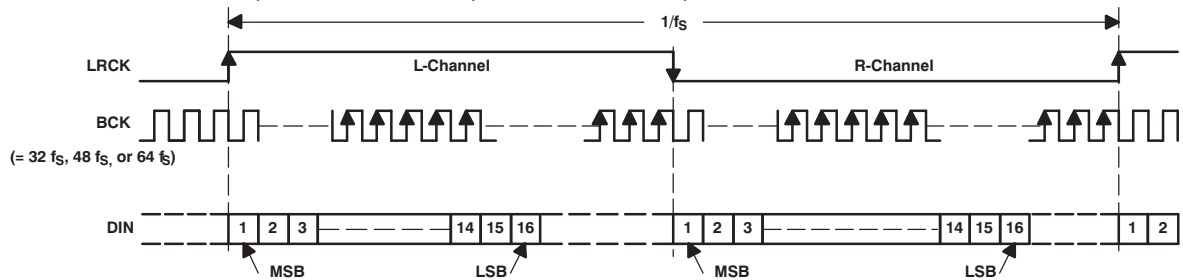 1/fS
LRCK
L-Channel
R-Channel
BCK
(= 32 fS, 48 fS, or 64 fS)
DIN
1 2 3 14 15 16 1 2 3 14 15 16 1 2
MSB LSB MSB LSB